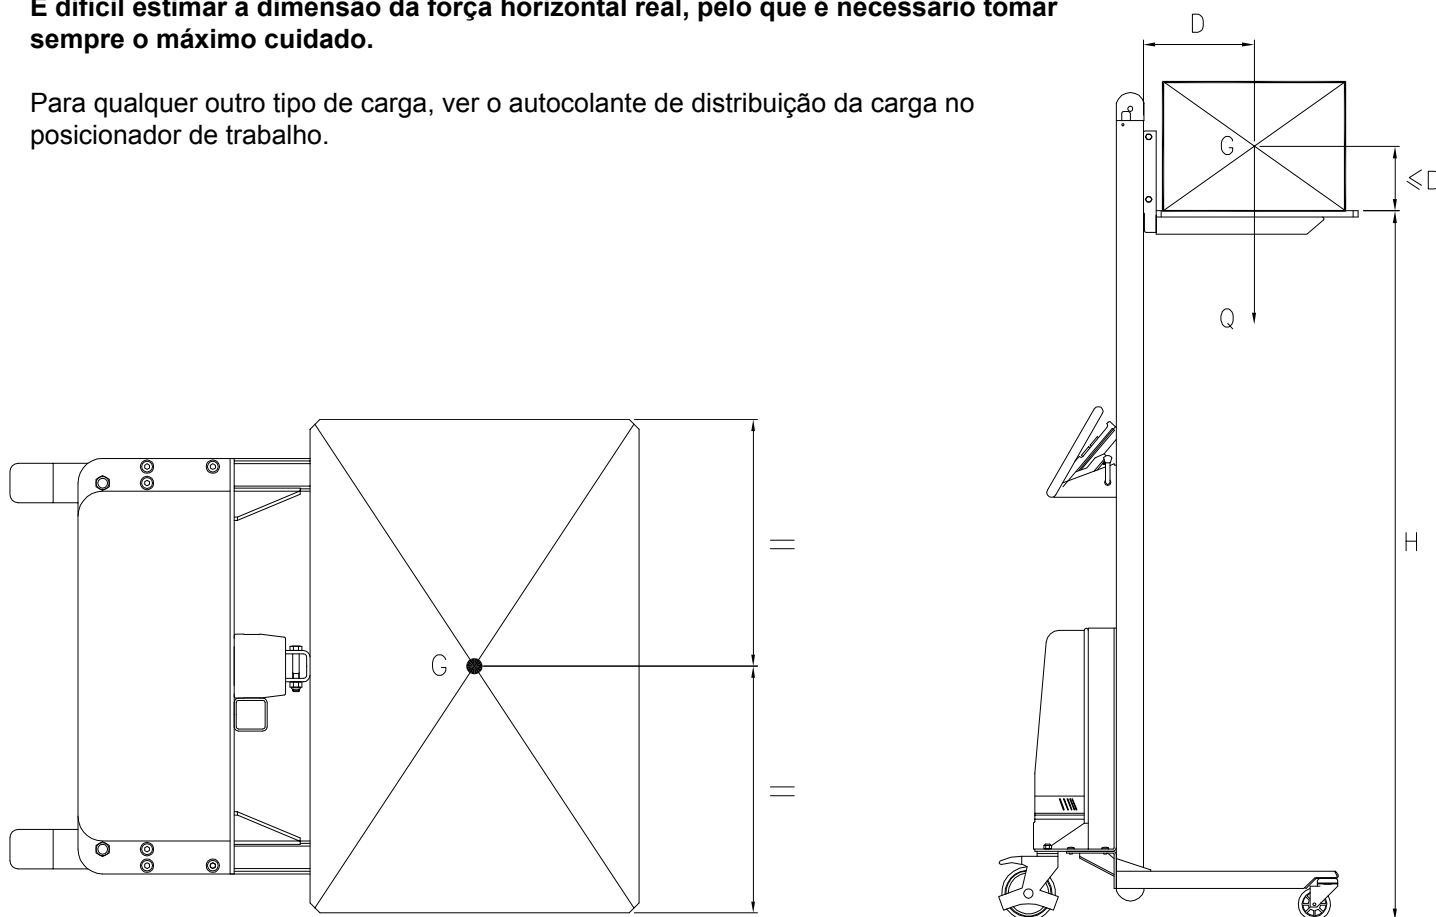 É difícil estimar a dimensão da força horizontal real, pelo que é necessário tomar
sempre o máximo cuidado.
Para qualquer outro tipo de carga, ver o autocolante de distribuição da carga no
posicionador de trabalho.
D
G
≤D
Q
H
=
G
=